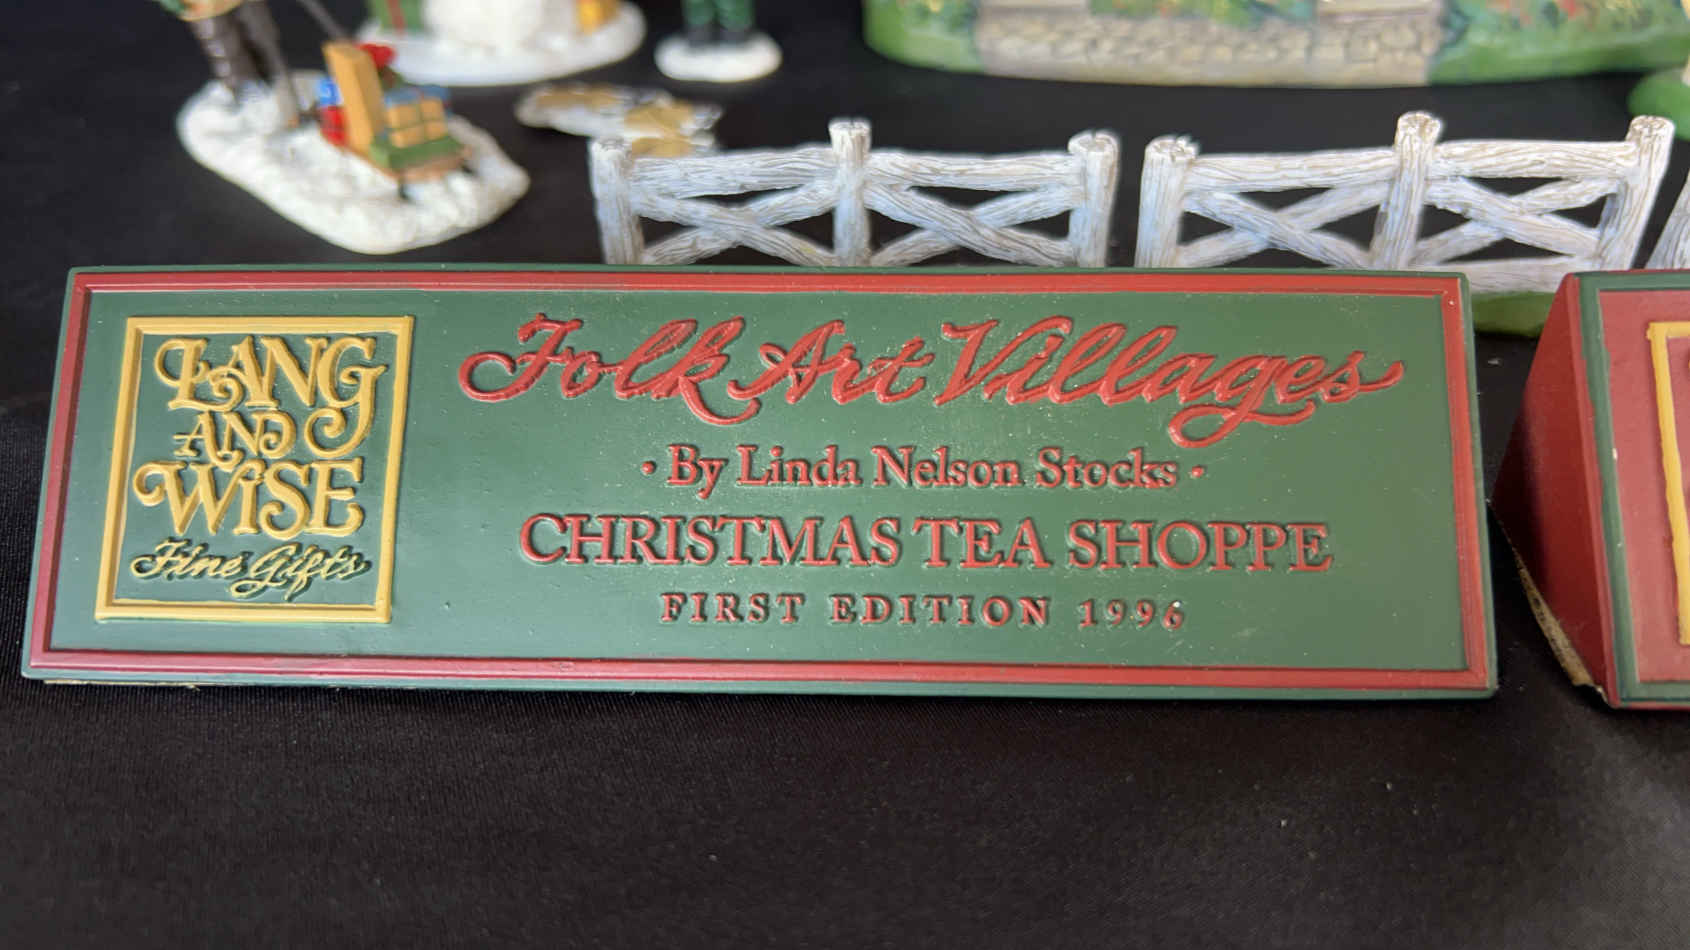 LANG
AND
WISE
Fine Gifts
Folk Art Villages
• By Linda Nelson Stocks •
CHRISTMAS TEA SHOPPE
FIRST EDITION 1996